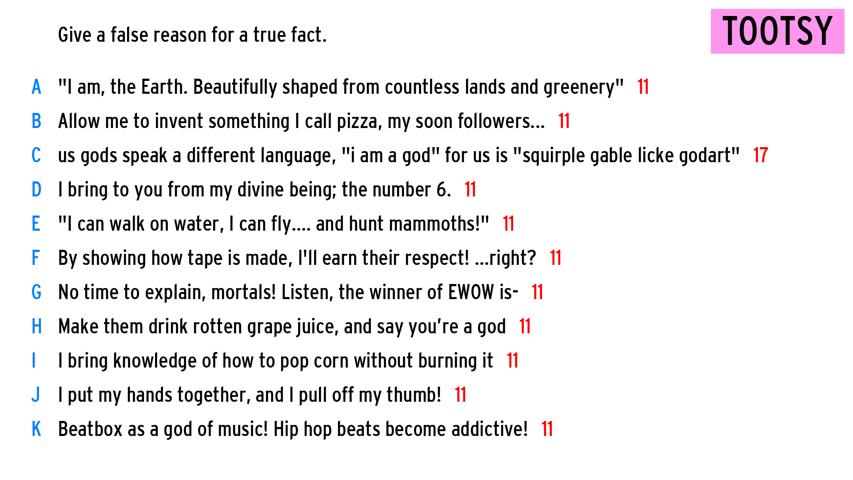 Give a false reason for a true fact.
TOOTSY
A "I am, the Earth. Beautifully shaped from countless lands and greenery" 11
B Allow me to invent something I call pizza, my soon followers... 11
C us gods speak a different language, "i am a god" for us is "squirple gable licke godart" 17
D I bring to you from my divine being; the number 6. 11
E "I can walk on water, I can fly.... and hunt mammoths!" 11
F By showing how tape is made, I'll earn their respect! ...right? 11
G No time to explain, mortals! Listen, the winner of EWOW is- 11
H Make them drink rotten grape juice, and say you’re a god 11
I I bring knowledge of how to pop corn without burning it 11
J I put my hands together, and I pull off my thumb! 11
K Beatbox as a god of music! Hip hop beats become addictive! 11